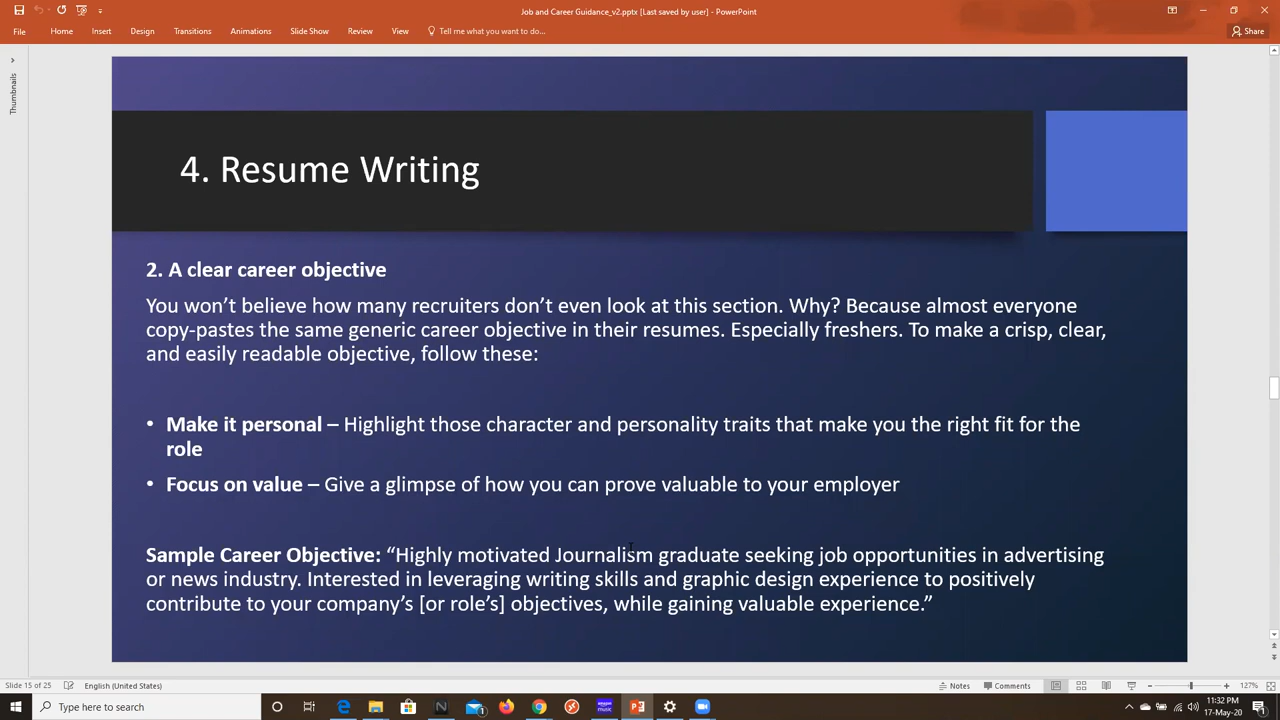 Job and Career Guidance_v2.pptx [Last saved by user] - PowerPoint
File Home Insert Design Transitions Animations Slide Show Review View Tell me what you want to do... Share
Thumbnails
4. Resume Writing
2. A clear career objective
You won’t believe how many recruiters don’t even look at this section. Why? Because almost everyone
copy-pastes the same generic career objective in their resumes. Especially freshers. To make a crisp, clear,
and easily readable objective, follow these:
• Make it personal – Highlight those character and personality traits that make you the right fit for the
role
• Focus on value – Give a glimpse of how you can prove valuable to your employer
Sample Career Objective: “Highly motivated Journalism graduate seeking job opportunities in advertising
or news industry. Interested in leveraging writing skills and graphic design experience to positively
contribute to your company’s [or role’s] objectives, while gaining valuable experience.”
Slide 15 of 25 English (United States) Notes Comments 127%
Type here to search 11:32 PM
17-May-20